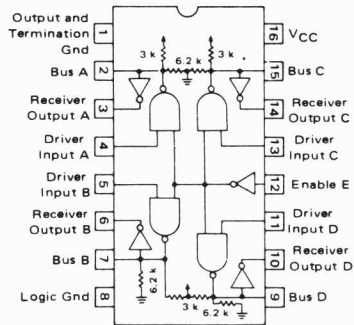 Output and
Termination
Gnd
1
16
VCC
3 k
6.2 k
3 k
Bus A
2
15
Bus C
Receiver
Output A
3
14
Receiver
Output C
Driver
Input A
4
13
Driver
Input C
Driver
Input B
5
12
Enable E
Receiver
Output B
6
11
Driver
Input D
Bus B
7
10
Receiver
Output D
6.2 k
Logic Gnd
8
3 k
6.2 k
9
Bus D